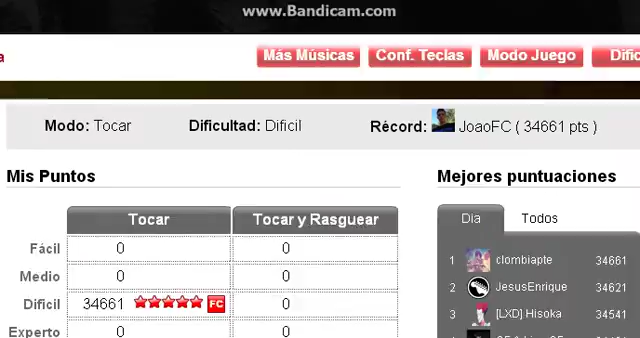 www.Bandicam.com
a Más Músicas Conf. Teclas Modo Juego Dific
Modo: Tocar Dificultad: Dificil Récord: JoaoFC ( 34661 pts )
Mis Puntos
Tocar Tocar y Rasguear
Fácil 0 0
Medio 0 0
Dificil 34661 FC 0
Experto 0 0
Mejores puntuaciones
Dia Todos
1 clombiapte 34661
2 JesusEnrique 34621
3 [LXD] Hisoka 34541